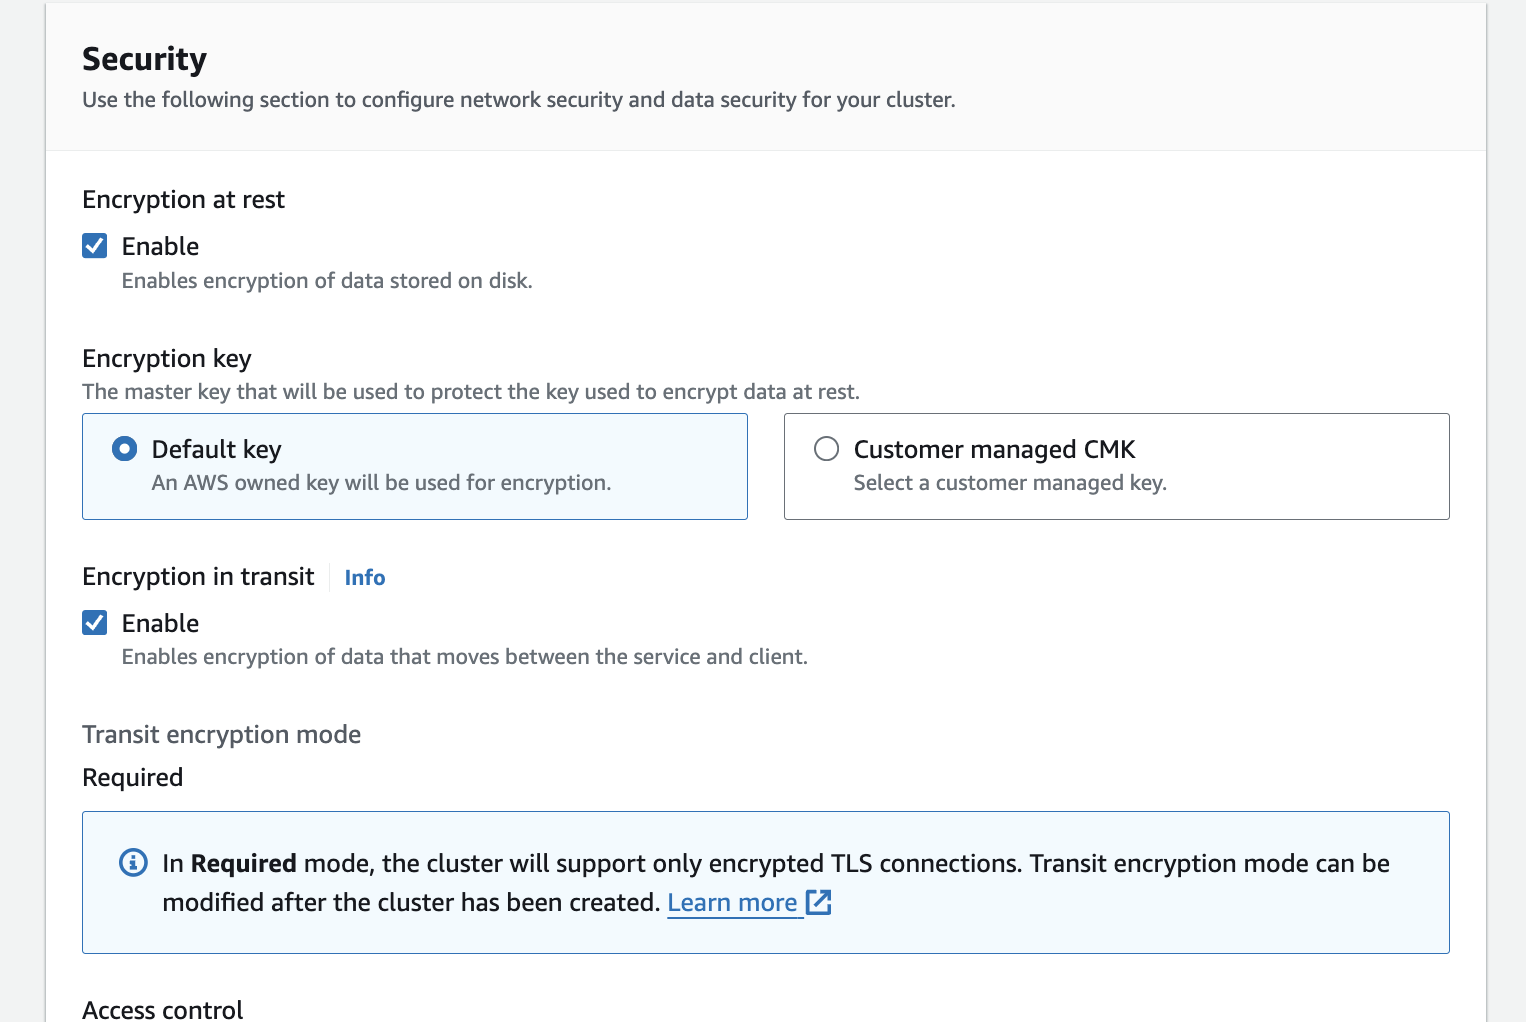 Security
Use the following section to configure network security and data security for your cluster.
Encryption at rest
Enable
Enables encryption of data stored on disk.
Encryption key
The master key that will be used to protect the key used to encrypt data at rest.
Default key
An AWS owned key will be used for encryption.
Customer managed CMK
Select a customer managed key.
Encryption in transit Info
Enable
Enables encryption of data that moves between the service and client.
Transit encryption mode
Required
In Required mode, the cluster will support only encrypted TLS connections. Transit encryption mode can be
modified after the cluster has been created. Learn more
Access control